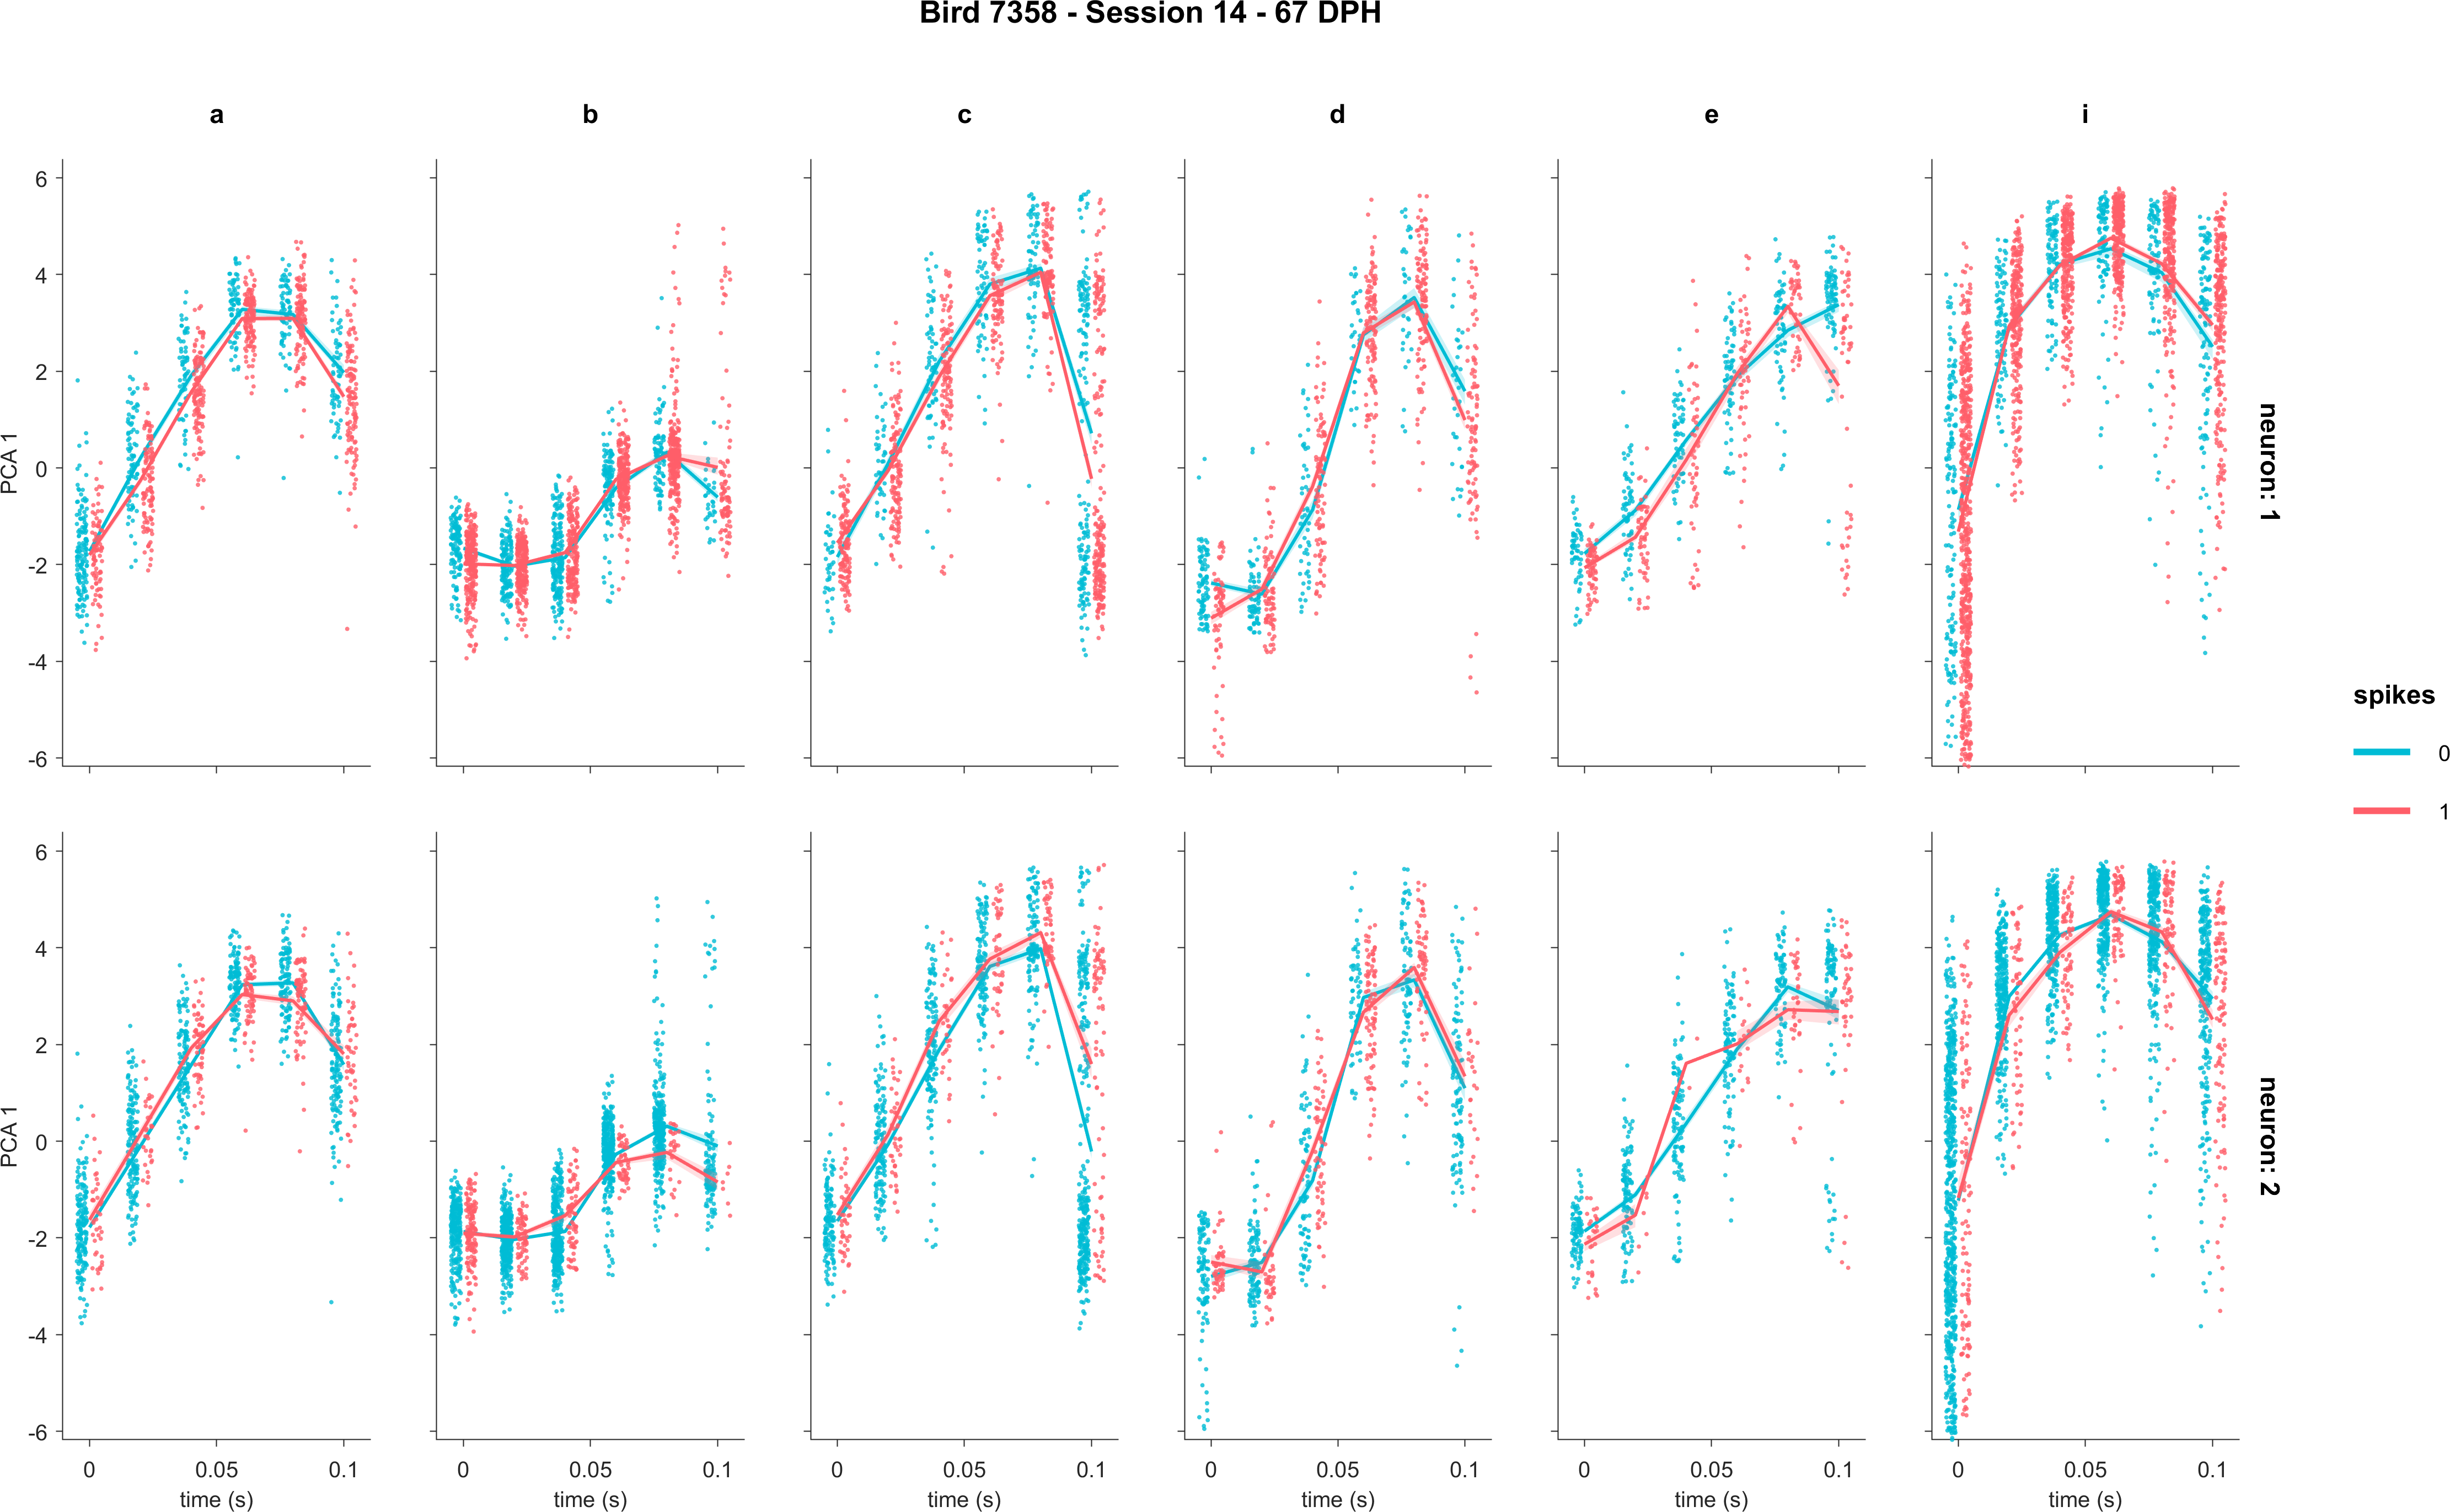 Bird 7358 - Session 14 - 67 DPH
a b c d e i
6
4
2
0
-2
-4
-6
PCA 1
neuron: 1
spikes
0
1
6
4
2
0
-2
-4
-6
PCA 1
neuron: 2
0 0.05 0.1 0 0.05 0.1 0 0.05 0.1 0 0.05 0.1 0 0.05 0.1 0 0.05 0.1
time (s) time (s) time (s) time (s) time (s) time (s)